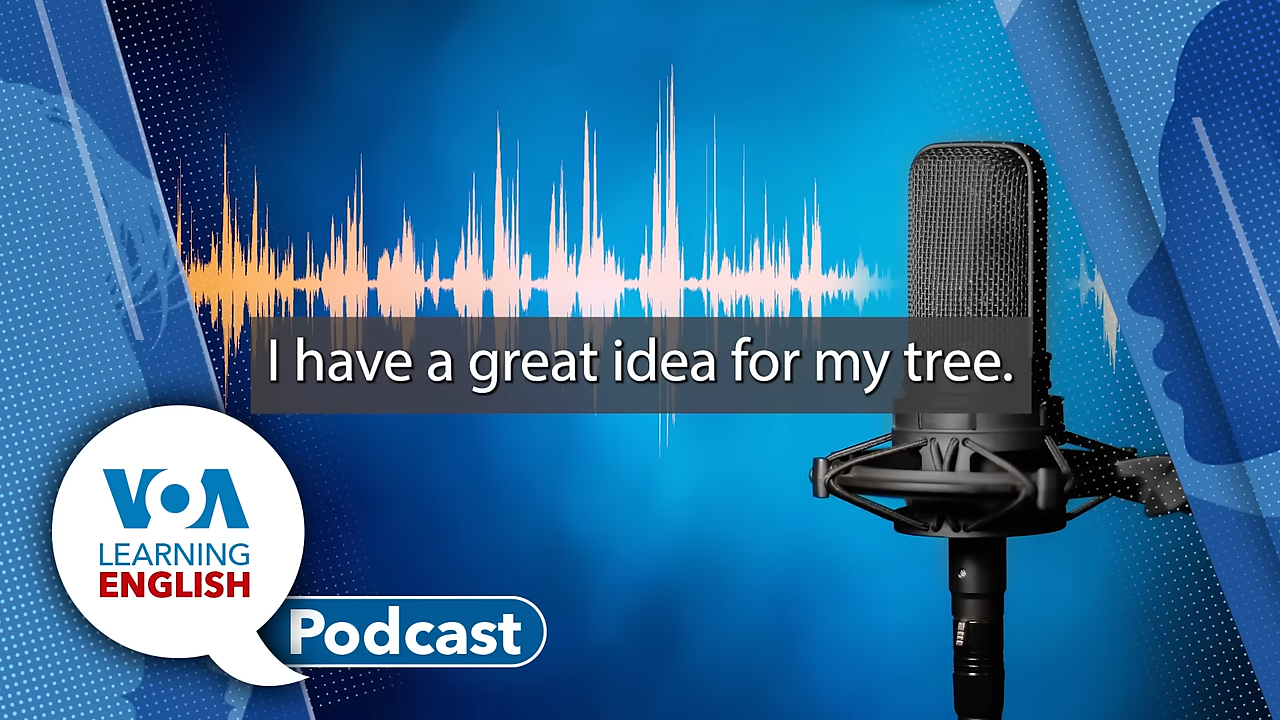 I have a great idea for my tree.
VOA
LEARNING
ENGLISH
Podcast